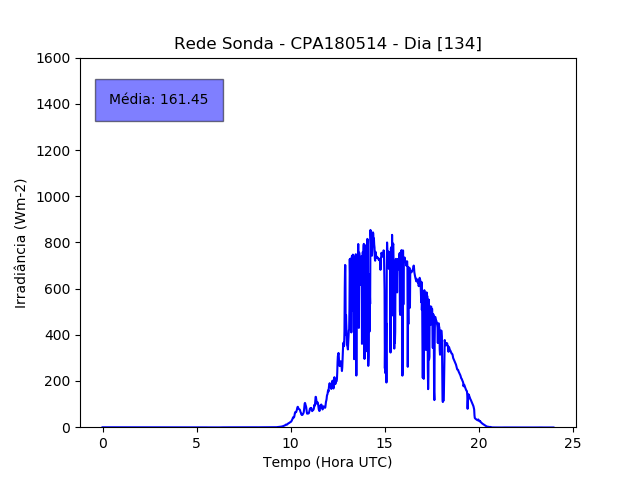 Rede Sonda - CPA180514 - Dia [134]
1600
1400
1200
1000
800
600
400
200
0
Irradiância (Wm-2)
Média: 161.45
0 5 10 15 20 25
Tempo (Hora UTC)